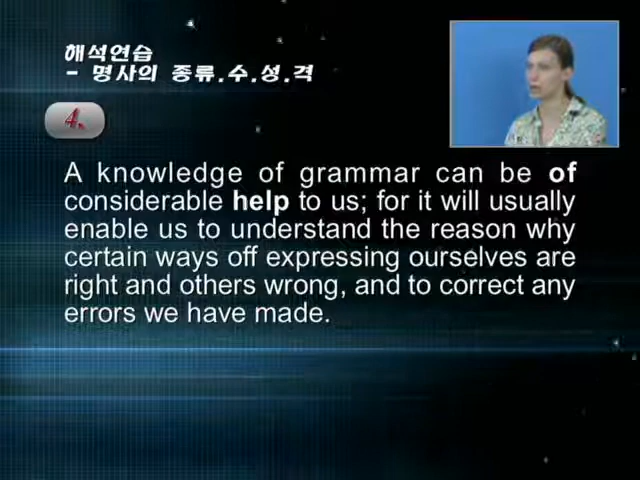 해석연습
- 명사의 종류.수.성.격
4.
A knowledge of grammar can be of
considerable help to us; for it will usually
enable us to understand the reason why
certain ways off expressing ourselves are
right and others wrong, and to correct any
errors we have made.